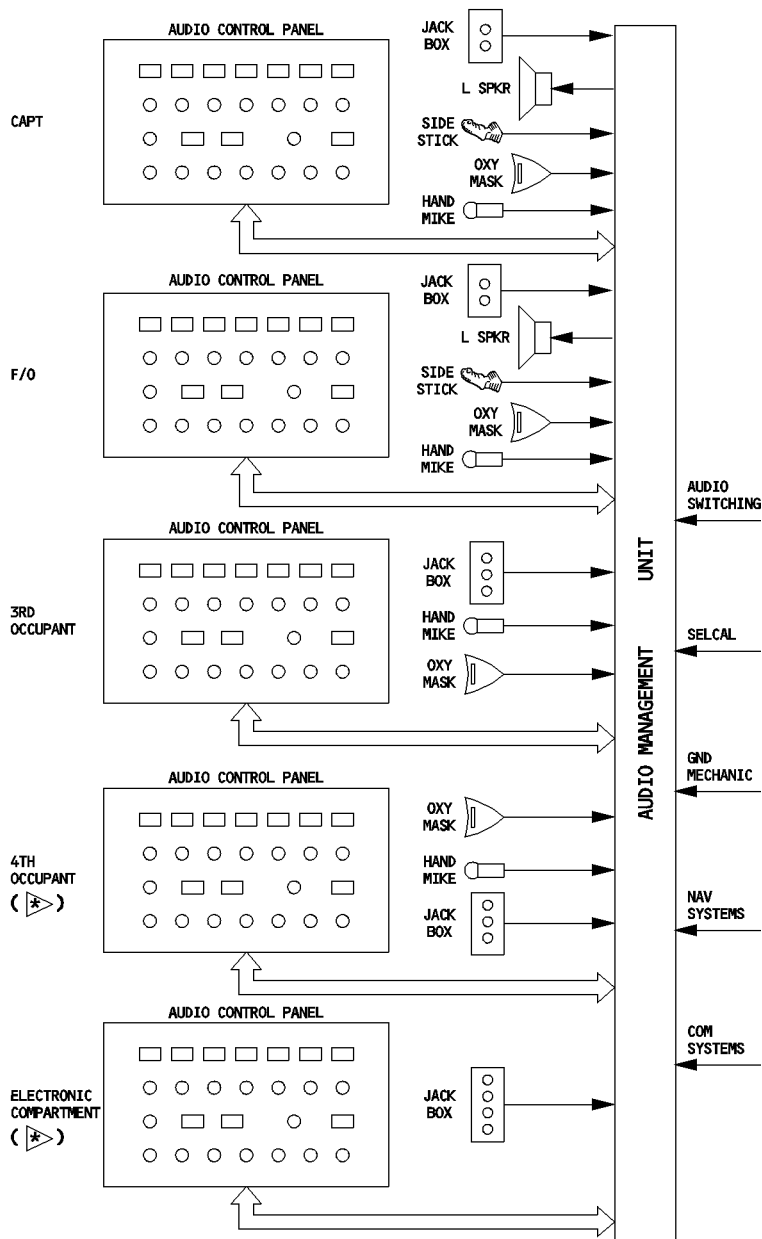 AUDIO CONTROL PANEL
CAPT
JACK
BOX
L SPKR
SIDE
STICK
OXY
MASK
HAND
MIKE
AUDIO CONTROL PANEL
F/O
JACK
BOX
L SPKR
SIDE
STICK
OXY
MASK
HAND
MIKE
AUDIO CONTROL PANEL
3RD
OCCUPANT
JACK
BOX
HAND
MIKE
OXY
MASK
AUDIO CONTROL PANEL
4TH
OCCUPANT
(*)
OXY
MASK
HAND
MIKE
JACK
BOX
AUDIO CONTROL PANEL
ELECTRONIC
COMPARTMENT
(*)
JACK
BOX
AUDIO MANAGEMENT UNIT
AUDIO
SWITCHING
SELCAL
GND
MECHANIC
NAV
SYSTEMS
COM
SYSTEMS